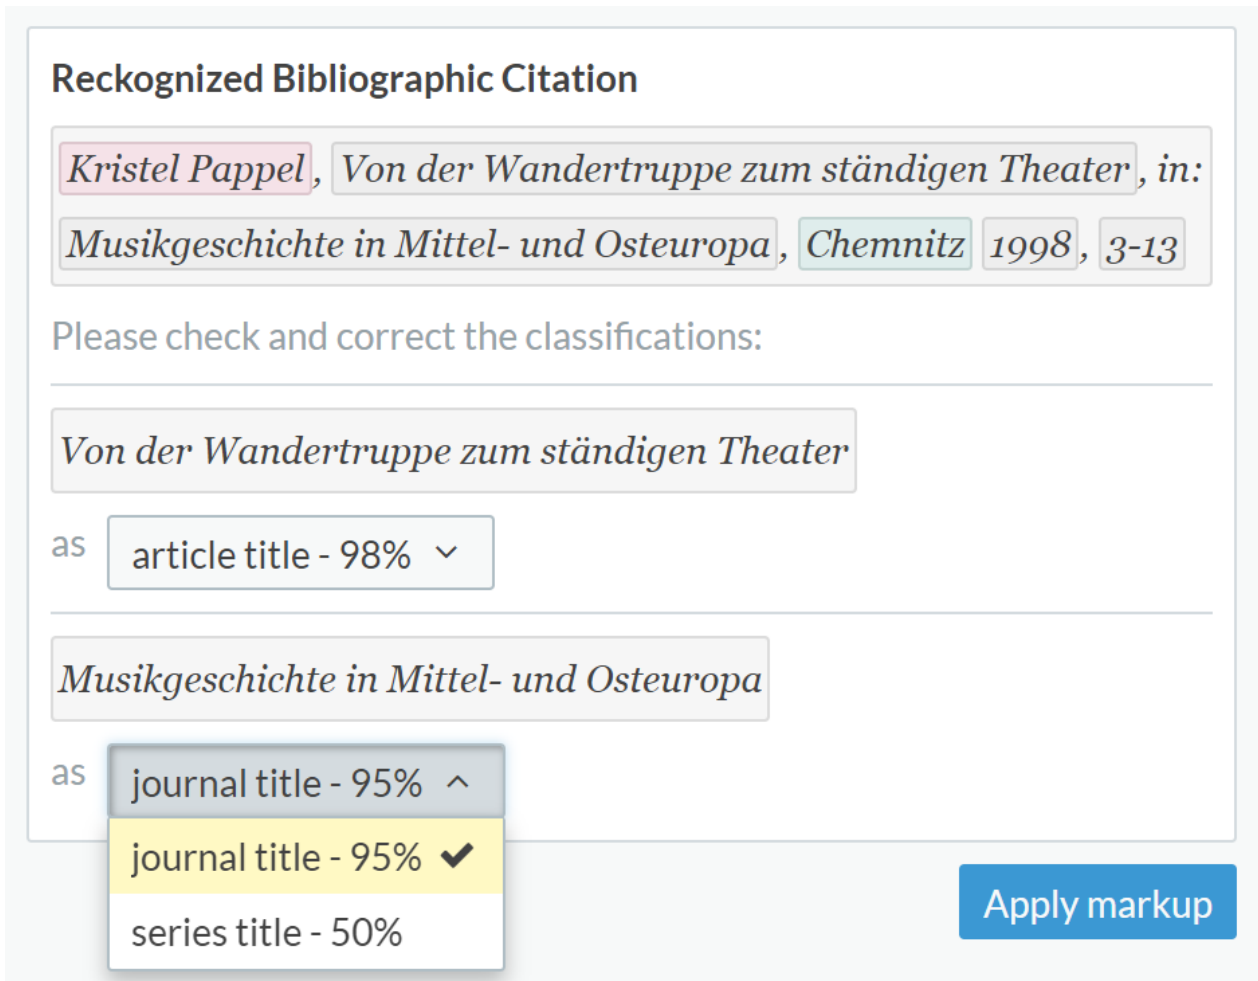 Reckognized Bibliographic Citation
Kristel Pappel, Von der Wandertruppe zum ständigen Theater, in:
Musikgeschichte in Mittel- und Osteuropa, Chemnitz 1998, 3-13
Please check and correct the classifications:
Von der Wandertruppe zum ständigen Theater
as article title - 98%
Musikgeschichte in Mittel- und Osteuropa
as journal title - 95%
journal title - 95%
series title - 50%
Apply markup